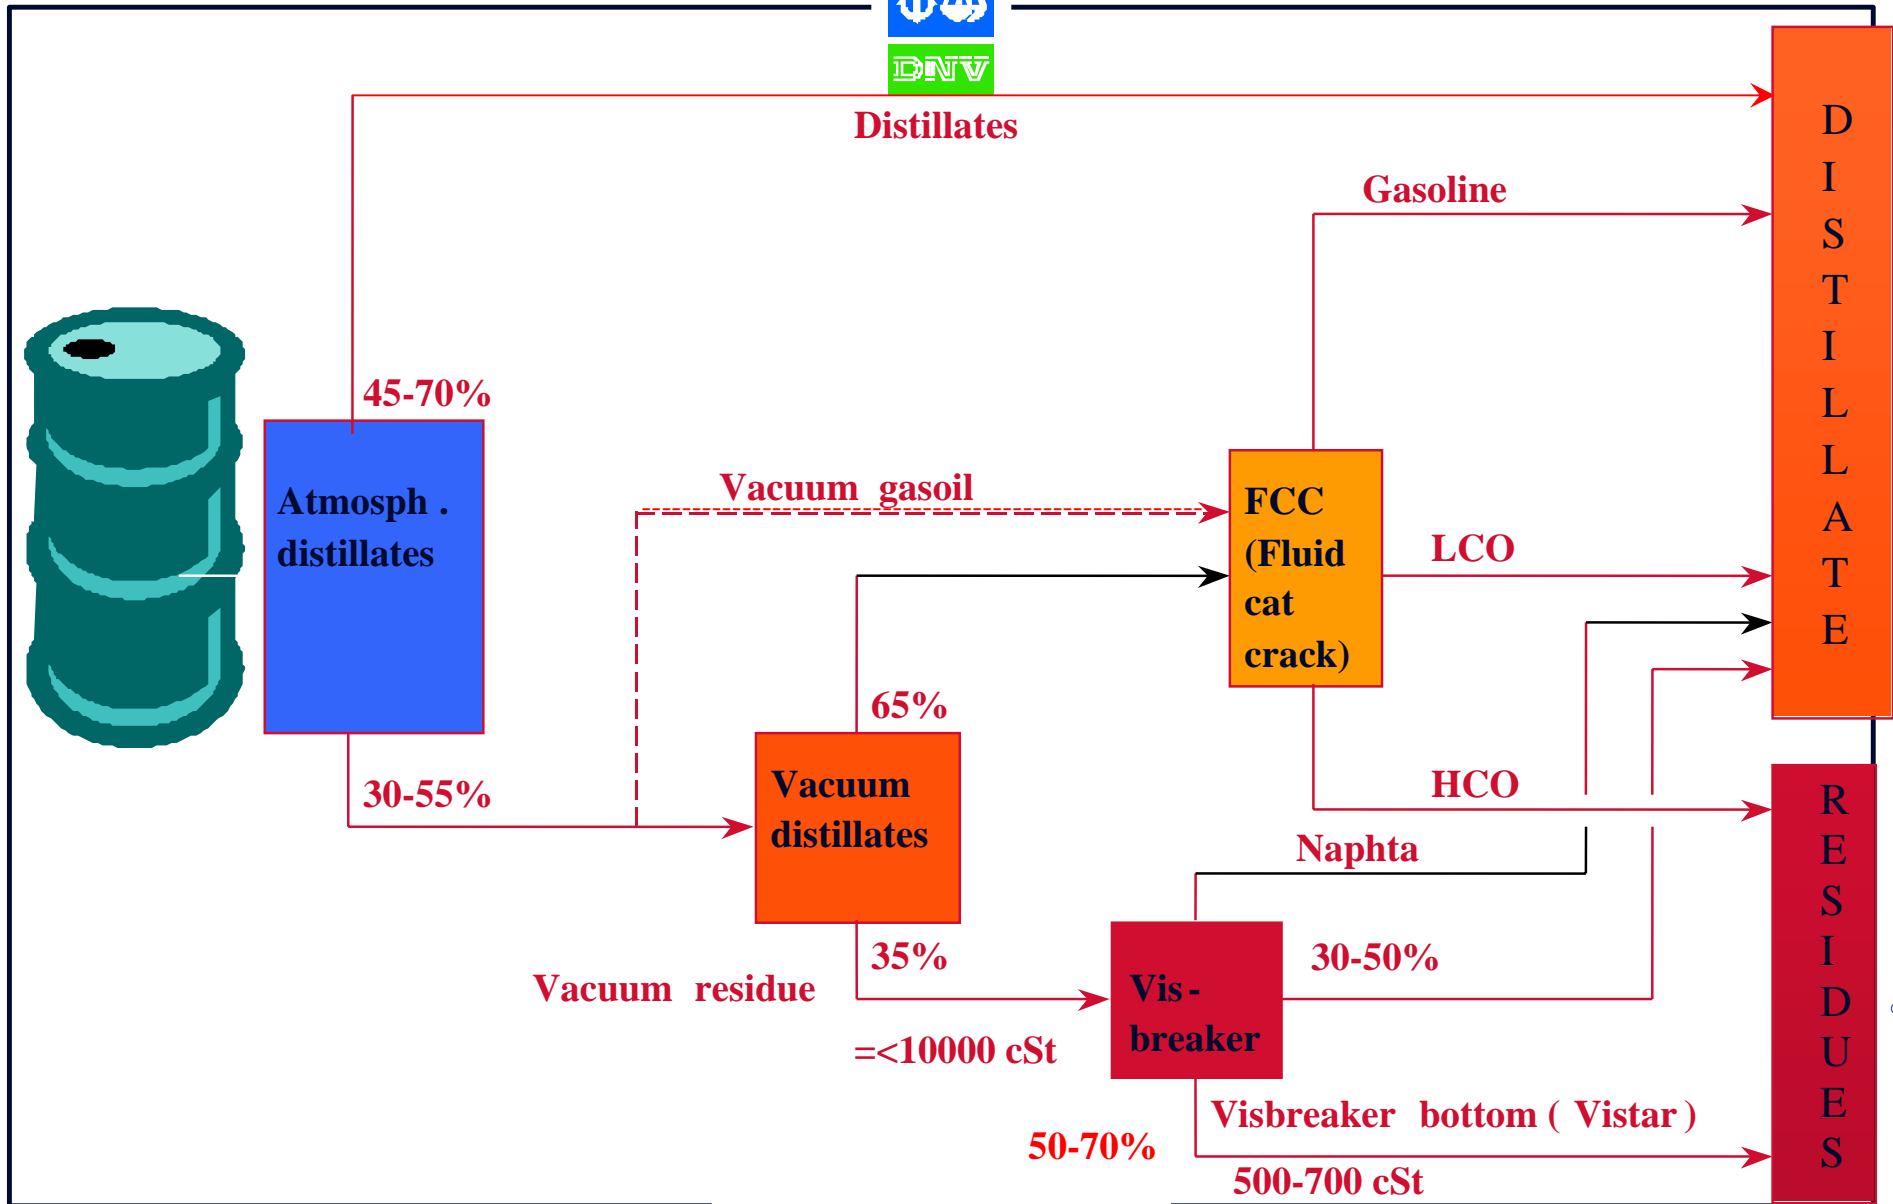 DNV
Distillates
Gasoline
45-70%
Atmosph .
distillates
Vacuum gasoil
FCC
(Fluid
cat
crack)
LCO
65%
30-55%
Vacuum
distillates
HCO
Naphta
35%
Vacuum residue
=<10000 cSt
Vis -
breaker
30-50%
Visbreaker bottom ( Vistar )
50-70%
500-700 cSt
D
I
S
T
I
L
L
A
T
E
R
E
S
I
D
U
E
S